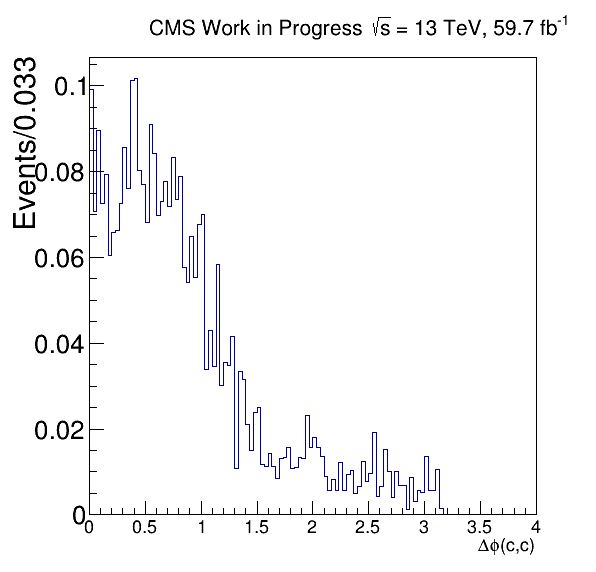 CMS Work in Progress √s = 13 TeV, 59.7 fb⁻¹
Events/0.033
0.1
0.08
0.06
0.04
0.02
0
0 0.5 1 1.5 2 2.5 3 3.5 4
Δϕ(c,c)